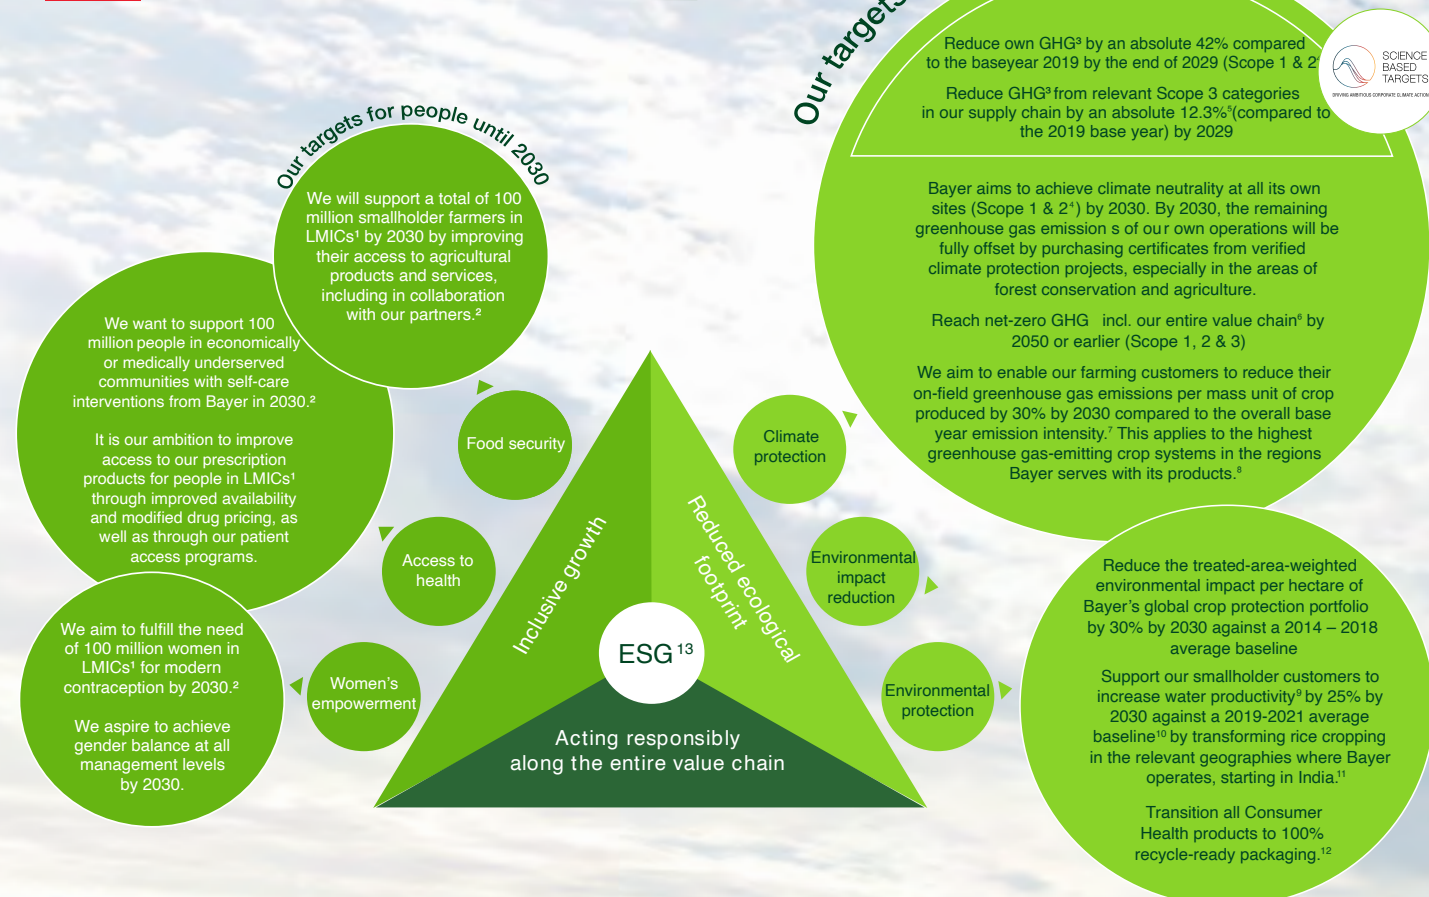 Our targets for people until 2030
We will support a total of 100
million smallholder farmers in
LMICs¹ by 2030 by improving
their access to agricultural
products and services,
including in collaboration
with our partners.²
We want to support 100
million people in economically
or medically underserved
communities with self-care
interventions from Bayer in 2030.²
It is our ambition to improve
access to our prescription
products for people in LMICs¹
through improved availability
and modified drug pricing, as
well as through our patient
access programs.
We aim to fulfill the need
of 100 million women in
LMICs¹ for modern
contraception by 2030.²
We aspire to achieve
gender balance at all
management levels
by 2030.
Food security
Access to
health
Women's
empowerment
Inclusive growth
Reduced ecological
footprint
ESG¹³
Acting responsibly
along the entire value chain
Climate
protection
Environmental
impact
reduction
Environmental
protection
Our targets
Reduce own GHG³ by an absolute 42% compared
to the baseyear 2019 by the end of 2029 (Scope 1 & 2
Reduce GHG³ from relevant Scope 3 categories
in our supply chain by an absolute 12.3%⁵(compared to
the 2019 base year) by 2029
SCIENCE
BASED
TARGETS
DRIVING AMBITIOUS CORPORATE CLIMATE ACTION
Bayer aims to achieve climate neutrality at all its own
sites (Scope 1 & 2⁴) by 2030. By 2030, the remaining
greenhouse gas emission s of our own operations will be
fully offset by purchasing certificates from verified
climate protection projects, especially in the areas of
forest conservation and agriculture.
Reach net-zero GHG incl. our entire value chain⁶ by
2050 or earlier (Scope 1, 2 & 3)
We aim to enable our farming customers to reduce their
on-field greenhouse gas emissions per mass unit of crop
produced by 30% by 2030 compared to the overall base
year emission intensity.⁷ This applies to the highest
greenhouse gas-emitting crop systems in the regions
Bayer serves with its products.⁸
Reduce the treated-area-weighted
environmental impact per hectare of
Bayer's global crop protection portfolio
by 30% by 2030 against a 2014 – 2018
average baseline
Support our smallholder customers to
increase water productivity⁹ by 25% by
2030 against a 2019-2021 average
baseline¹⁰ by transforming rice cropping
in the relevant geographies where Bayer
operates, starting in India.¹¹
Transition all Consumer
Health products to 100%
recycle-ready packaging.¹²